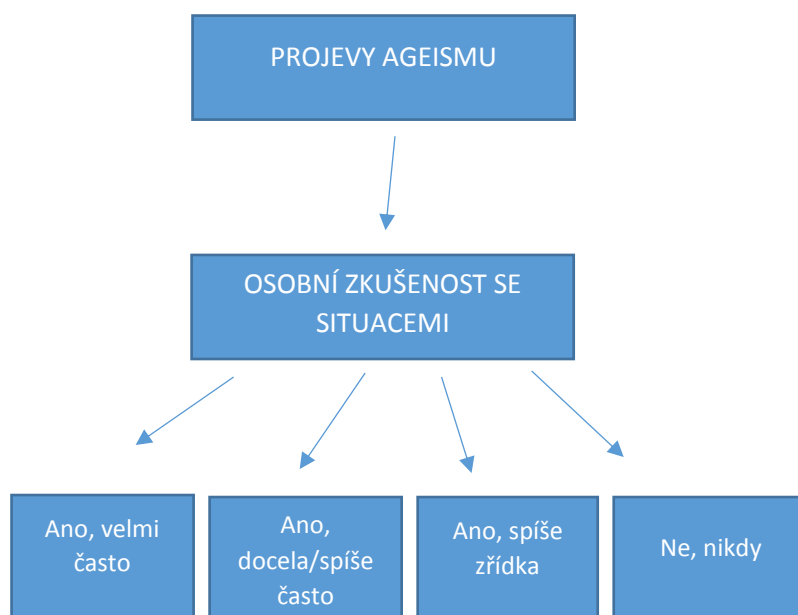 PROJEVY AGEISMU
OSOBNÍ ZKUŠENOST SE
SITUACEMI
Ano, velmi
často
Ano,
docela/spíše
často
Ano, spíše
zřídka
Ne, nikdy